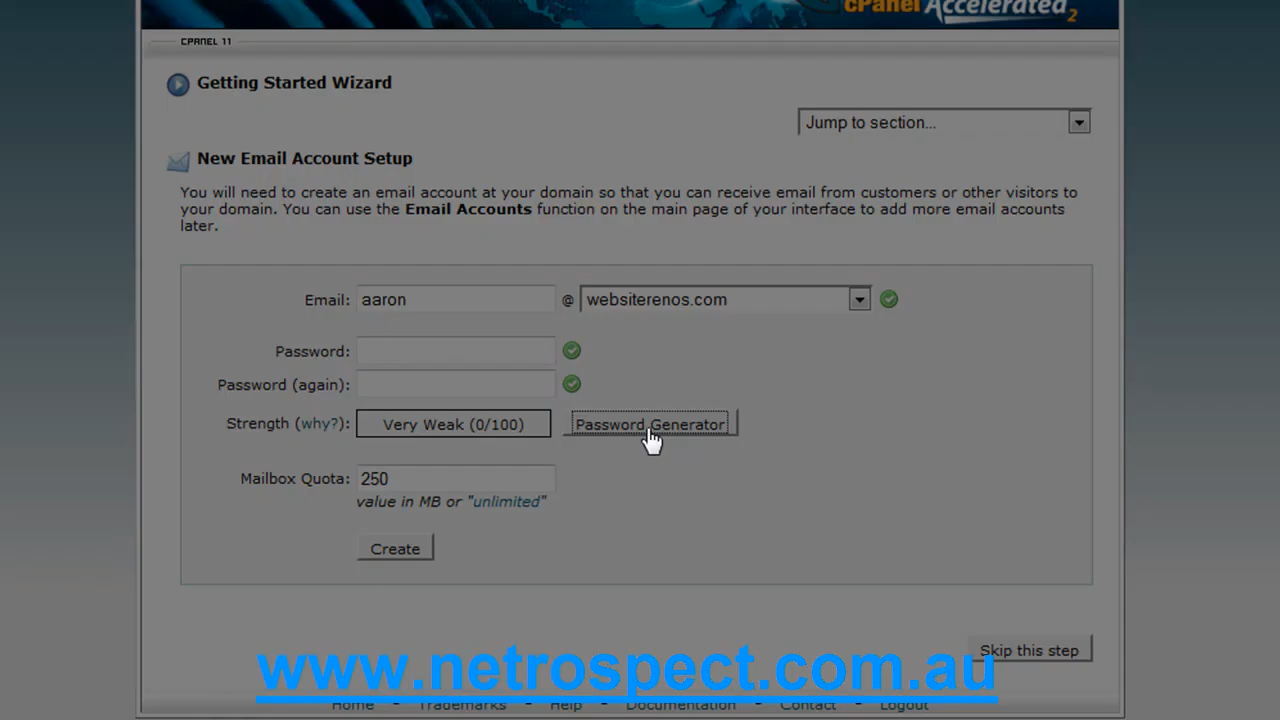 cPanel Accelerated2
CPANEL 11
Getting Started Wizard
Jump to section...
New Email Account Setup
You will need to create an email account at your domain so that you can receive email from customers or other visitors to
your domain. You can use the Email Accounts function on the main page of your interface to add more email accounts
later.
Email: aaron @ websiterenos.com
Password:
Password (again):
Strength (why?): Very Weak (0/100) Password Generator
Mailbox Quota: 250
value in MB or "unlimited"
Create
Skip this step
www.netrospect.com.au
Home Trademarks Help Documentation Contact Logout